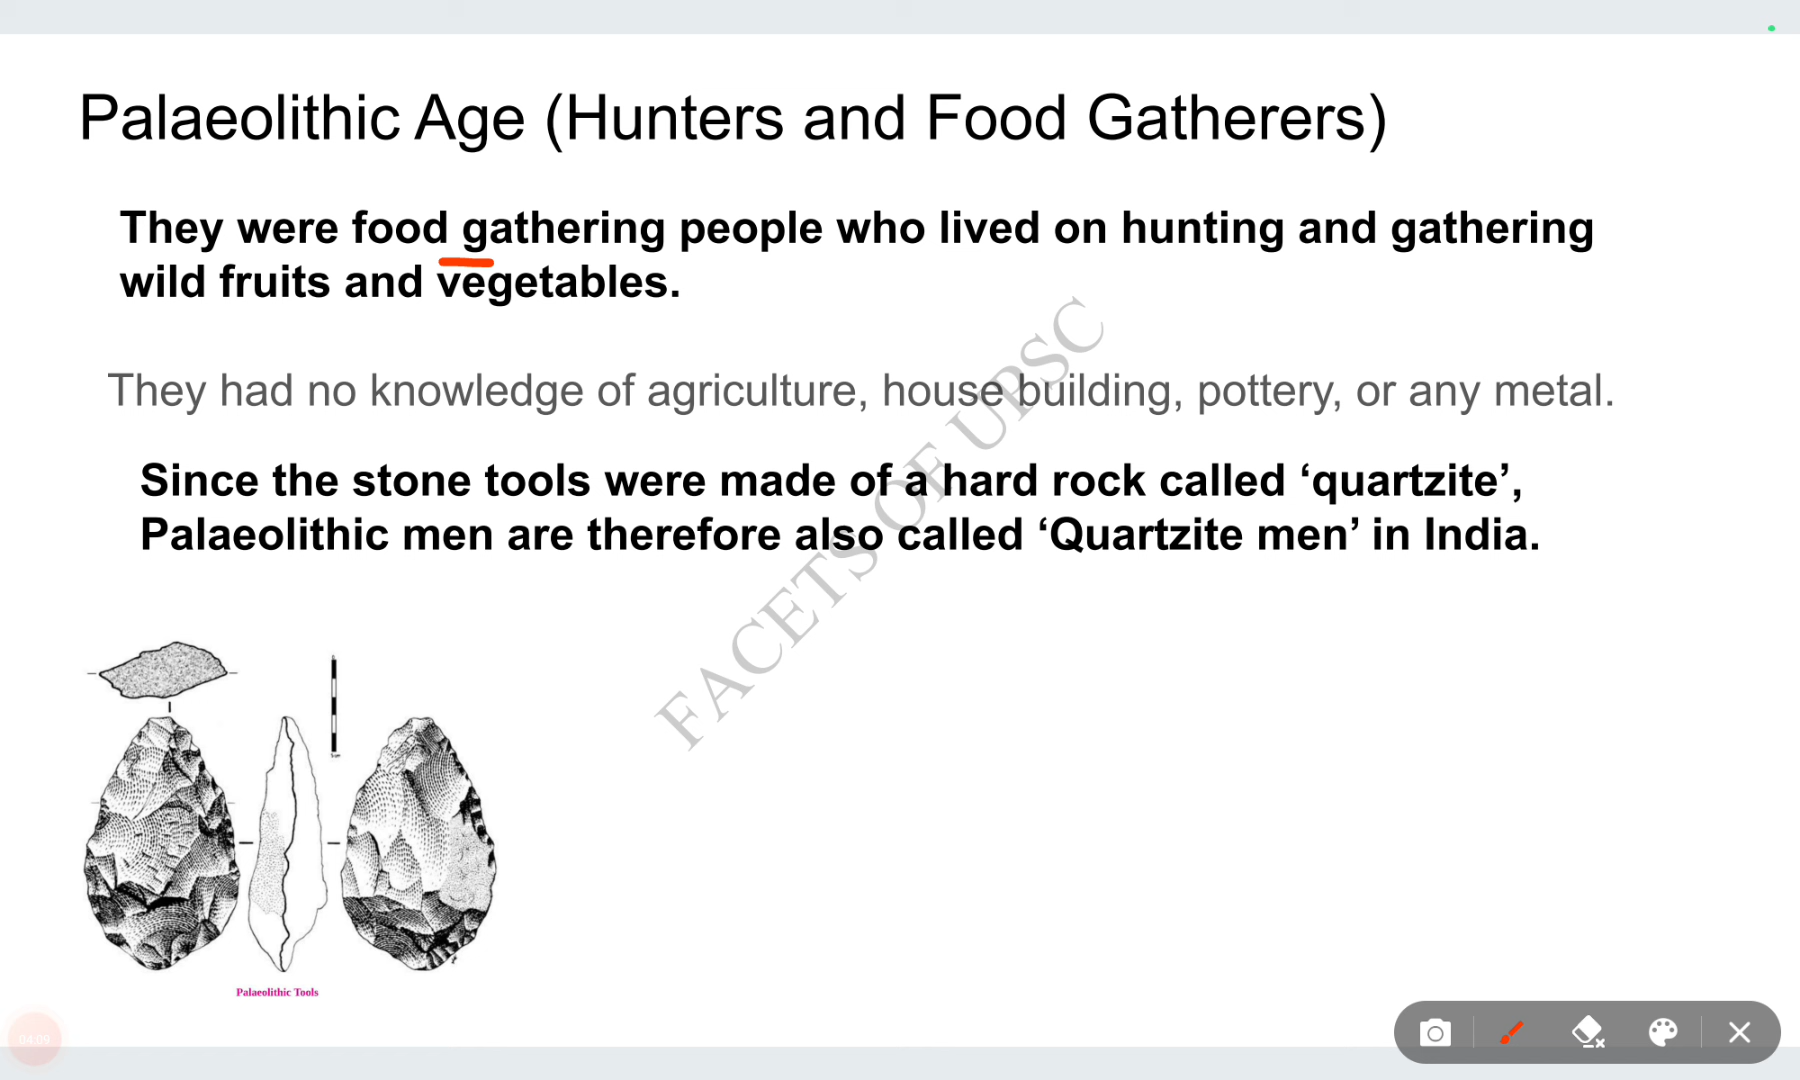 Palaeolithic Age (Hunters and Food Gatherers)
They were food gathering people who lived on hunting and gathering
wild fruits and vegetables.
They had no knowledge of agriculture, house building, pottery, or any metal.
Since the stone tools were made of a hard rock called ‘quartzite’,
Palaeolithic men are therefore also called ‘Quartzite men’ in India.
FACETS OF UPSC
Palaeolithic Tools
04:09